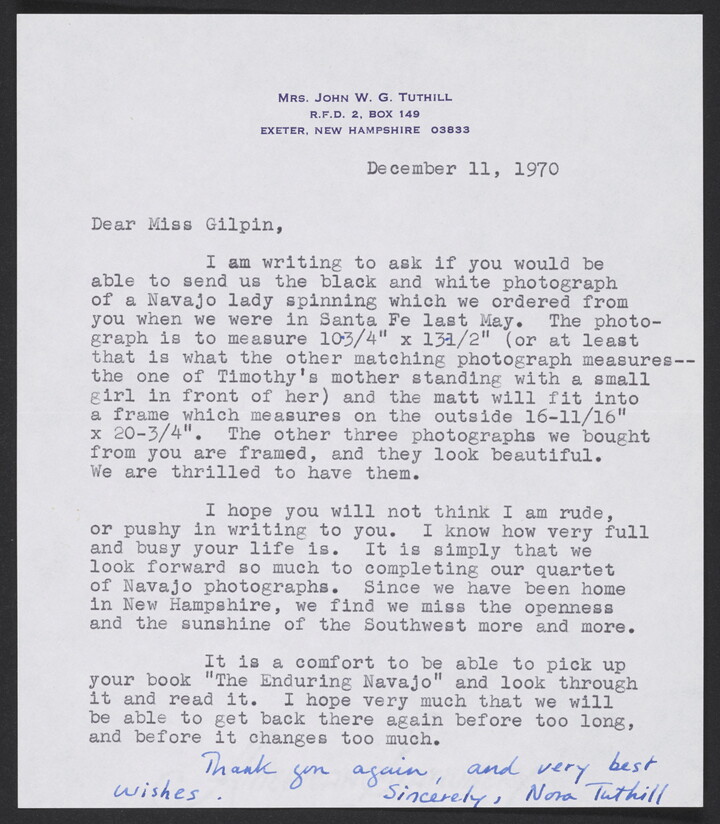 MRS. JOHN W. G. TUTHILL
R.F.D. 2, BOX 149
EXETER, NEW HAMPSHIRE 03833
December 11, 1970
Dear Miss Gilpin,
I am writing to ask if you would be
able to send us the black and white photograph
of a Navajo lady spinning which we ordered from
you when we were in Santa Fe last May. The photo-
graph is to measure 10-3/4" x 13-1/2" (or at least
that is what the other matching photograph measures--
the one of Timothy's mother standing with a small
girl in front of her) and the matt will fit into
a frame which measures on the outside 16-11/16"
x 20-3/4". The other three photographs we bought
from you are framed, and they look beautiful.
We are thrilled to have them.
I hope you will not think I am rude,
or pushy in writing to you. I know how very full
and busy your life is. It is simply that we
look forward so much to completing our quartet
of Navajo photographs. Since we have been home
in New Hampshire, we find we miss the openness
and the sunshine of the Southwest more and more.
It is a comfort to be able to pick up
your book "The Enduring Navajo" and look through
it and read it. I hope very much that we will
be able to get back there again before too long,
and before it changes too much.
Thank you again, and very best
wishes. Sincerely, Nora Tuthill